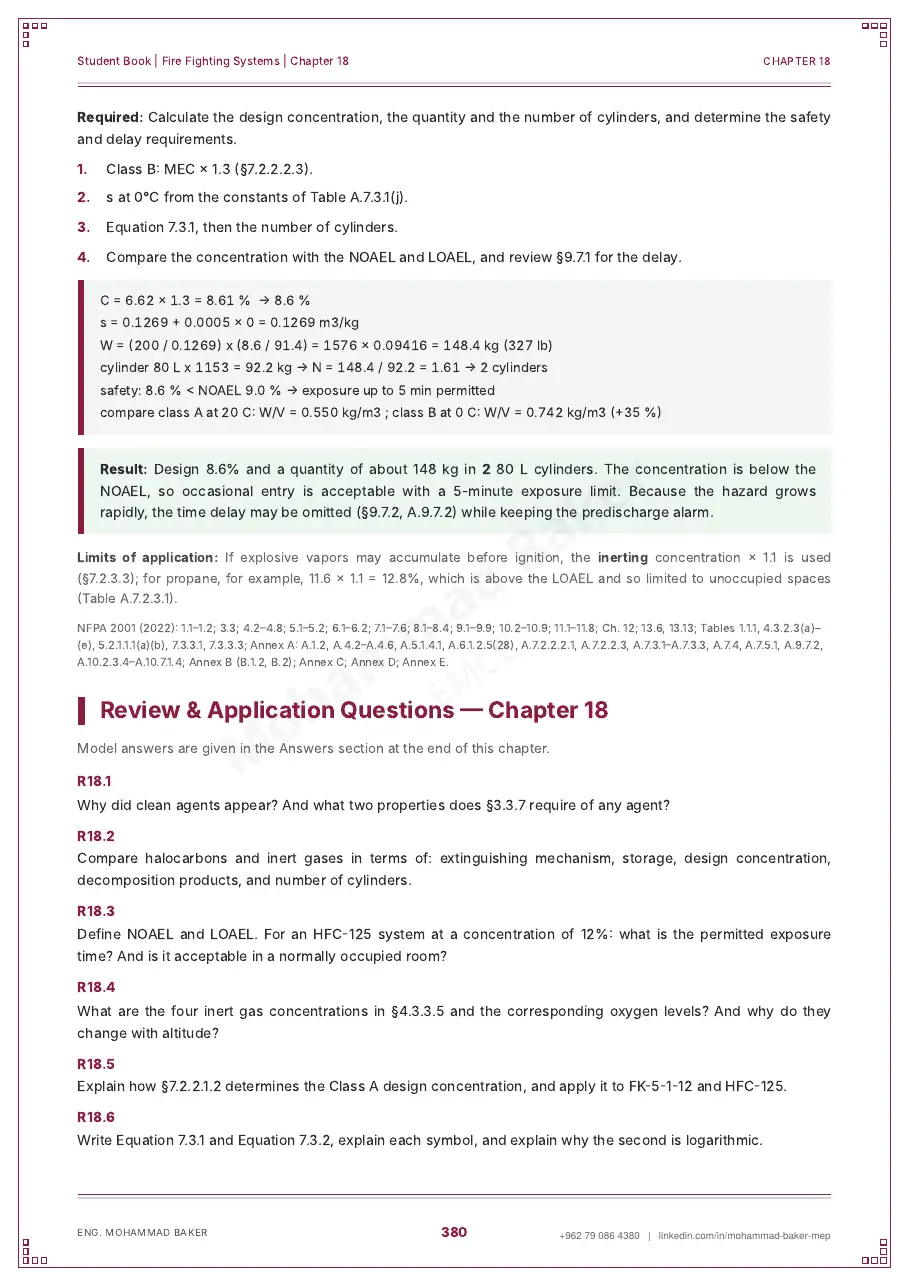 Student Book | Fire Fighting Systems | Chapter 18
CHAPTER 18
Required: Calculate the design concentration, the quantity and the number of cylinders, and determine the safety
and delay requirements.
1. Class B: MEC × 1.3 (§7.2.2.2.3).
2. s at 0°C from the constants of Table A.7.3.1(j).
3. Equation 7.3.1, then the number of cylinders.
4. Compare the concentration with the NOAEL and LOAEL, and review §9.7.1 for the delay.
C = 6.62 × 1.3 = 8.61 % → 8.6 %
s = 0.1269 + 0.0005 × 0 = 0.1269 m3/kg
W = (200 / 0.1269) x (8.6 / 91.4) = 1576 × 0.09416 = 148.4 kg (327 lb)
cylinder 80 L x 1153 = 92.2 kg → N = 148.4 / 92.2 = 1.61 → 2 cylinders
safety: 8.6 % < NOAEL 9.0 % → exposure up to 5 min permitted
compare class A at 20 C: W/V = 0.550 kg/m3 ; class B at 0 C: W/V = 0.742 kg/m3 (+35 %)
Result: Design 8.6% and a quantity of about 148 kg in 2 80 L cylinders. The concentration is below the
NOAEL, so occasional entry is acceptable with a 5-minute exposure limit. Because the hazard grows
rapidly, the time delay may be omitted (§9.7.2, A.9.7.2) while keeping the predischarge alarm.
Limits of application: If explosive vapors may accumulate before ignition, the inerting concentration × 1.1 is used
(§7.2.3.3); for propane, for example, 11.6 × 1.1 = 12.8%, which is above the LOAEL and so limited to unoccupied spaces
(Table A.7.2.3.1).
NFPA 2001 (2022): 1.1–1.2; 3.3; 4.2–4.8; 5.1–5.2; 6.1–6.2; 7.1–7.6; 8.1–8.4; 9.1–9.9; 10.2–10.9; 11.1–11.8; Ch. 12; 13.6, 13.13; Tables 1.1.1, 4.3.2.3(a)–
(e), 5.2.1.1.1(a)(b), 7.3.3.1, 7.3.3.3; Annex A: A.1.2, A.4.2–A.4.6, A.5.1.4.1, A.6.1.2.5(28), A.7.2.2.2.1, A.7.2.2.3, A.7.3.1–A.7.3.3, A.7.4, A.7.5.1, A.9.7.2,
A.10.2.3.4–A.10.7.1.4; Annex B (B.1.2, B.2); Annex C; Annex D; Annex E.
Review & Application Questions — Chapter 18
Model answers are given in the Answers section at the end of this chapter.
R18.1
Why did clean agents appear? And what two properties does §3.3.7 require of any agent?
R18.2
Compare halocarbons and inert gases in terms of: extinguishing mechanism, storage, design concentration,
decomposition products, and number of cylinders.
R18.3
Define NOAEL and LOAEL. For an HFC-125 system at a concentration of 12%: what is the permitted exposure
time? And is it acceptable in a normally occupied room?
R18.4
What are the four inert gas concentrations in §4.3.3.5 and the corresponding oxygen levels? And why do they
change with altitude?
R18.5
Explain how §7.2.2.1.2 determines the Class A design concentration, and apply it to FK-5-1-12 and HFC-125.
R18.6
Write Equation 7.3.1 and Equation 7.3.2, explain each symbol, and explain why the second is logarithmic.
ENG. MOHAMMAD BAKER
380
+962 79 086 4380 | linkedin.com/in/mohammad-baker-mep